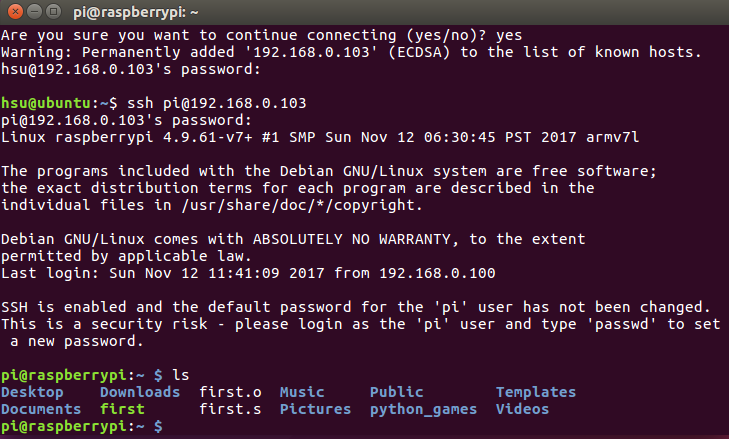 pi@raspberrypi: ~
Are you sure you want to continue connecting (yes/no)? yes
Warning: Permanently added '192.168.0.103' (ECDSA) to the list of known hosts.
hsu@192.168.0.103's password:
hsu@ubuntu:~$ ssh pi@192.168.0.103
pi@192.168.0.103's password:
Linux raspberrypi 4.9.61-v7+ #1 SMP Sun Nov 12 06:30:45 PST 2017 armv7l
The programs included with the Debian GNU/Linux system are free software;
the exact distribution terms for each program are described in the
individual files in /usr/share/doc/*/copyright.
Debian GNU/Linux comes with ABSOLUTELY NO WARRANTY, to the extent
permitted by applicable law.
Last login: Sun Nov 12 11:41:09 2017 from 192.168.0.100
SSH is enabled and the default password for the 'pi' user has not been changed.
This is a security risk - please login as the 'pi' user and type 'passwd' to set
 a new password.
pi@raspberrypi:~ $ ls
Desktop    Downloads  first.o  Music     Public        Templates
Documents  first      first.s  Pictures  python_games  Videos
pi@raspberrypi:~ $